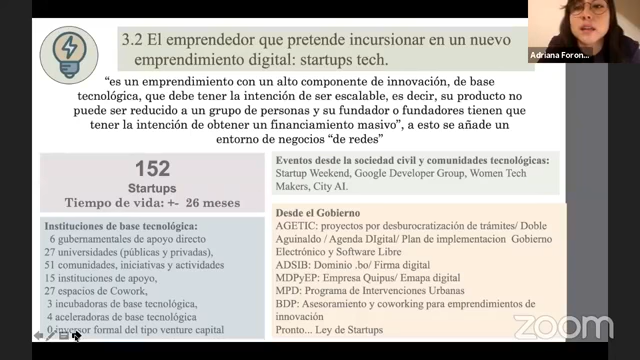 3.2 El emprendedor que pretende incursionar en un nuevo
emprendimiento digital: startups tech.
Adriana Foron...
“es un emprendimiento con un alto componente de innovación, de base
tecnológica, que debe tener la intención de ser escalable, es decir, su producto no
puede ser reducido a un grupo de personas y su fundador o fundadores tienen que
tener la intención de obtener un financiamiento masivo”, a esto se añade un
entorno de negocios “de redes”
152
Startups
Tiempo de vida: +- 26 meses
Instituciones de base tecnológica:
6 gubernamentales de apoyo directo
27 universidades (públicas y privadas),
51 comunidades, iniciativas y actividades
15 instituciones de apoyo,
27 espacios de Cowork,
3 incubadoras de base tecnológica,
4 aceleradoras de base tecnológica
0 inversor formal del tipo venture capital
Eventos desde la sociedad civil y comunidades tecnológicas:
Startup Weekend, Google Developer Group, Women Tech
Makers, City AI.
Desde el Gobierno
AGETIC: proyectos por desburocratización de trámites/ Doble
Aguinaldo / Agenda DIgital/ Plan de implementacion Gobierno
Electrónico y Software Libre
ADSIB: Dominio .bo/ Firma digital
MDPyEP: Empresa Quipus/ Emapa digital
MPD: Programa de Intervenciones Urbanas
BDP: Asesoramiento y coworking para emprendimientos de
innovación
Pronto... Ley de Startups
zoom